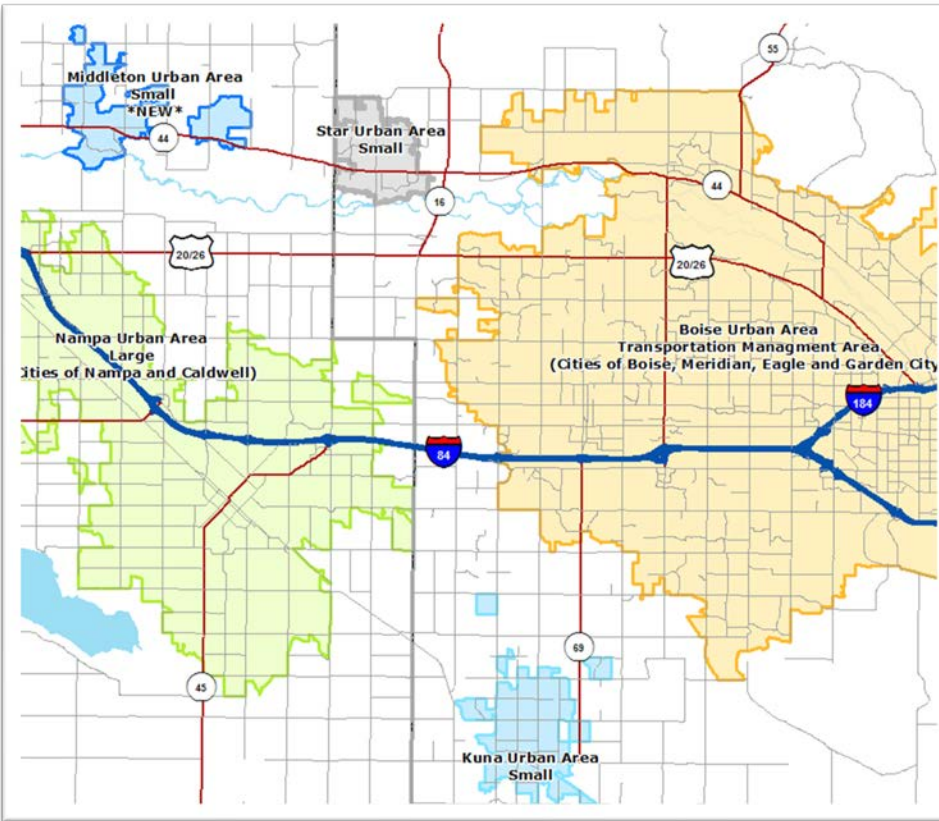 55
Middleton Urban Area
Small
*NEW*
44
Star Urban Area
Small
44
16
20/26
20/26
Nampa Urban Area
Large
Cities of Nampa and Caldwell)
Boise Urban Area
Transportation Managment Area
(Cities of Boise, Meridian, Eagle and Garden City
184
84
69
45
Kuna Urban Area
Small